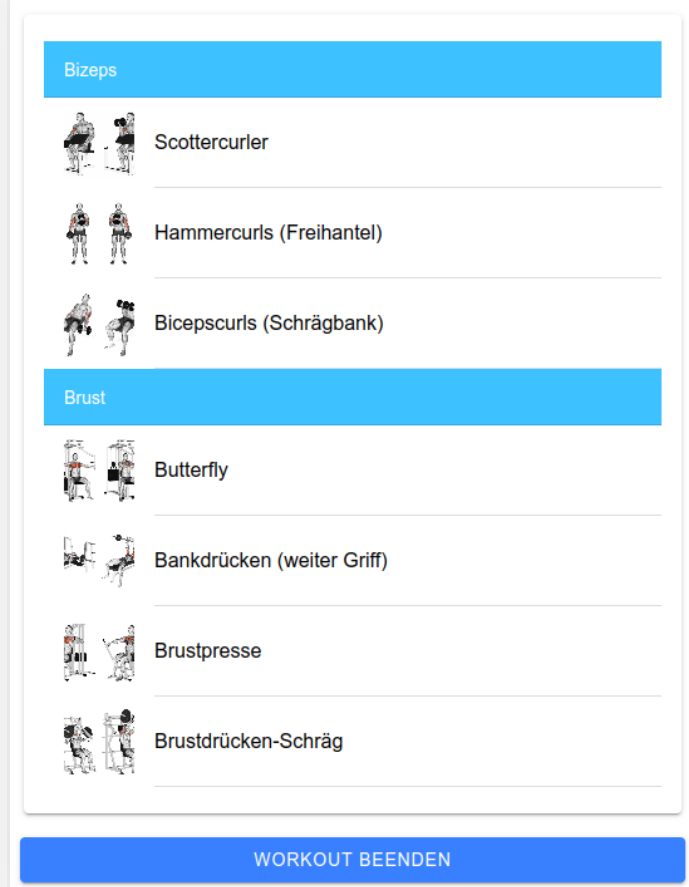 Bizeps
Scottercurler
Hammercurls (Freihantel)
Bicepscurls (Schrägbank)
Brust
Butterfly
Bankdrücken (weiter Griff)
Brustpresse
Brustdrücken-Schräg
WORKOUT BEENDEN